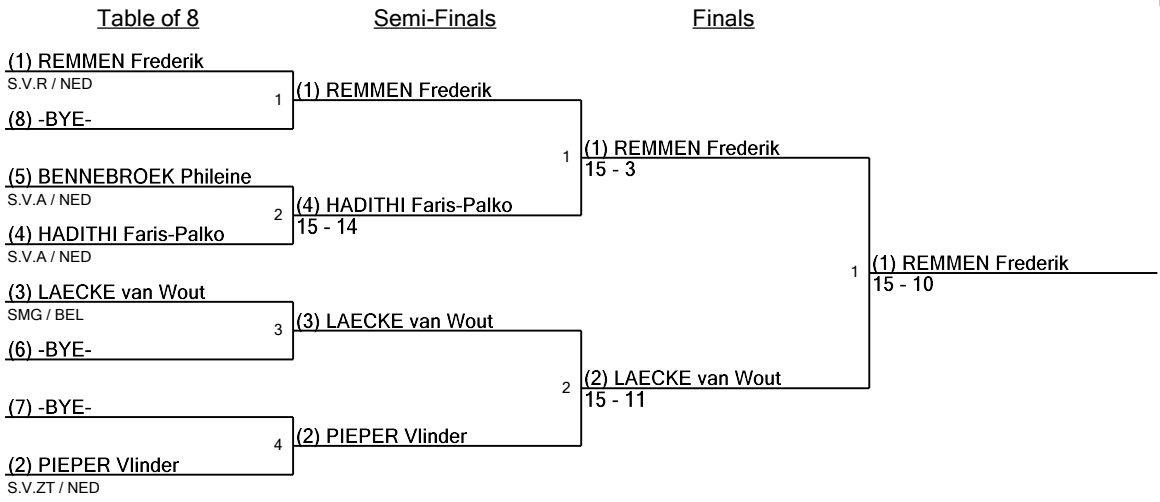 Table of 8
Semi-Finals
Finals
(1) REMMEN Frederik
S.V.R / NED
1
(8) -BYE-
(5) BENNEBROEK Phileine
S.V.A / NED
2
(4) HADITHI Faris-Palko
S.V.A / NED
(3) LAECKE van Wout
SMG / BEL
3
(6) -BYE-
(7) -BYE-
4
(2) PIEPER Vlinder
S.V.ZT / NED
(1) REMMEN Frederik
1
(4) HADITHI Faris-Palko
15 - 14
(3) LAECKE van Wout
2
(2) PIEPER Vlinder
(1) REMMEN Frederik
15 - 3
1
(2) LAECKE van Wout
15 - 11
(1) REMMEN Frederik
15 - 10